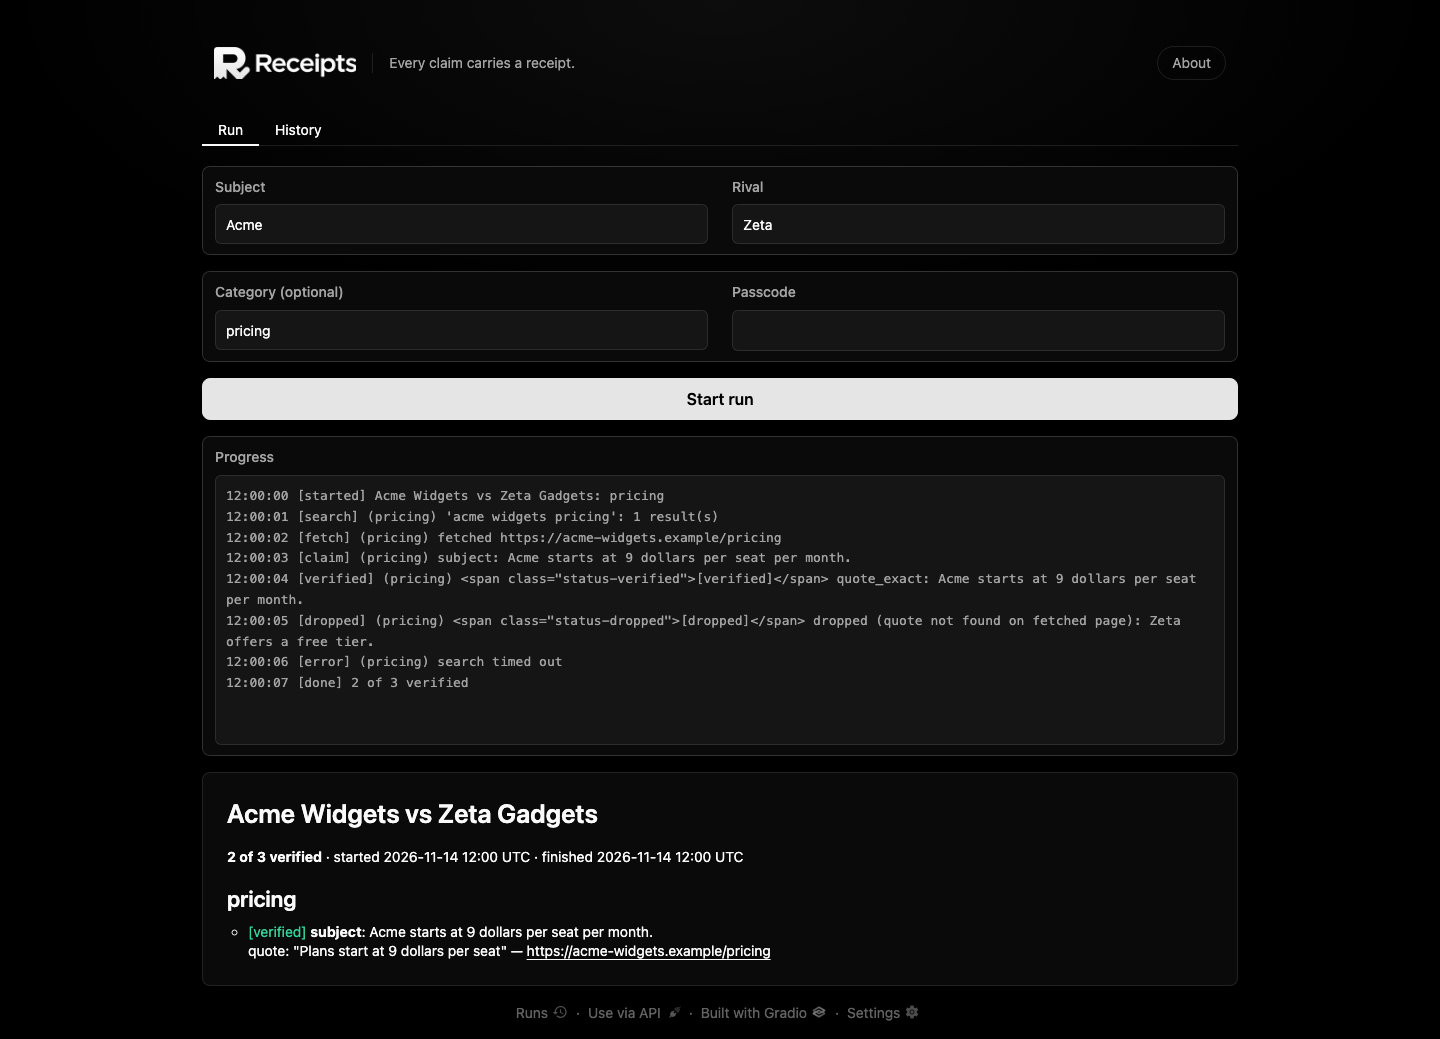 Receipts
Every claim carries a receipt.
About
Run
History
Subject
Rival
Acme
Zeta
Category (optional)
Passcode
pricing
Start run
Progress
12:00:00 [started] Acme Widgets vs Zeta Gadgets: pricing
12:00:01 [search] (pricing) 'acme widgets pricing': 1 result(s)
12:00:02 [fetch] (pricing) fetched https://acme-widgets.example/pricing
12:00:03 [claim] (pricing) subject: Acme starts at 9 dollars per seat per month.
12:00:04 [verified] (pricing) <span class="status-verified">[verified]</span> quote_exact: Acme starts at 9 dollars per seat
per month.
12:00:05 [dropped] (pricing) <span class="status-dropped">[dropped]</span> dropped (quote not found on fetched page): Zeta
offers a free tier.
12:00:06 [error] (pricing) search timed out
12:00:07 [done] 2 of 3 verified
Acme Widgets vs Zeta Gadgets
2 of 3 verified · started 2026-11-14 12:00 UTC · finished 2026-11-14 12:00 UTC
pricing
[verified] subject: Acme starts at 9 dollars per seat per month.
quote: "Plans start at 9 dollars per seat" — https://acme-widgets.example/pricing
Runs · Use via API · Built with Gradio · Settings